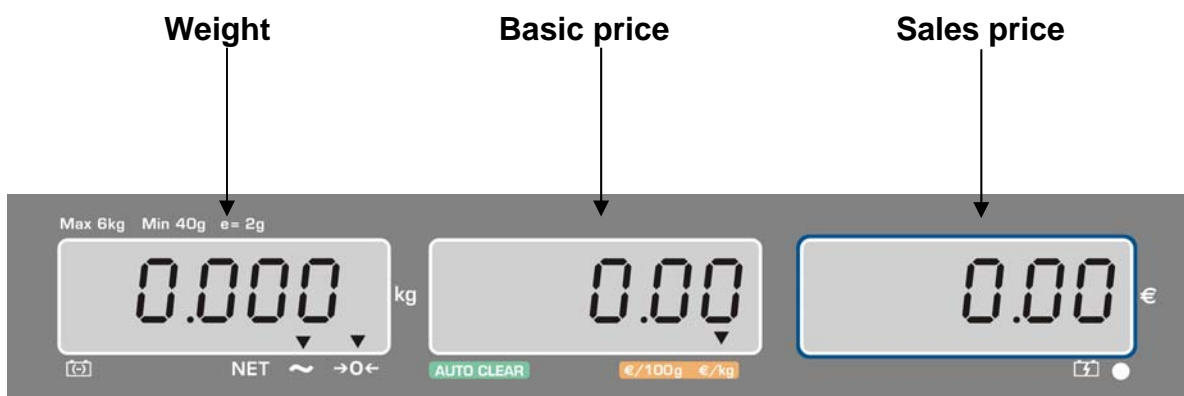 Weight Basic price Sales price
Max 6kg Min 40g e= 2g
0.000 kg 0.00 0.00 €
NET ~ →0← AUTO CLEAR €/100g €/kg